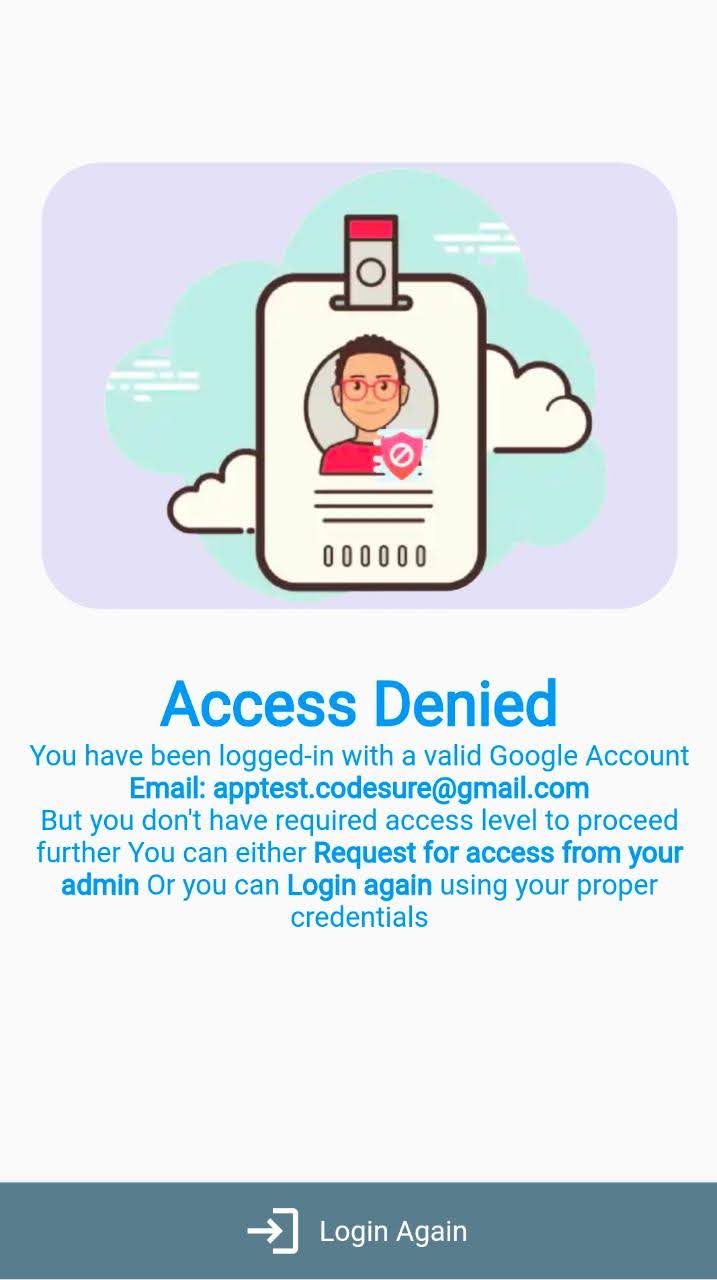 Access Denied
You have been logged-in with a valid Google Account
Email: apptest.codesure@gmail.com
But you don't have required access level to proceed
further You can either Request for access from your
admin Or you can Login again using your proper
credentials
Login Again